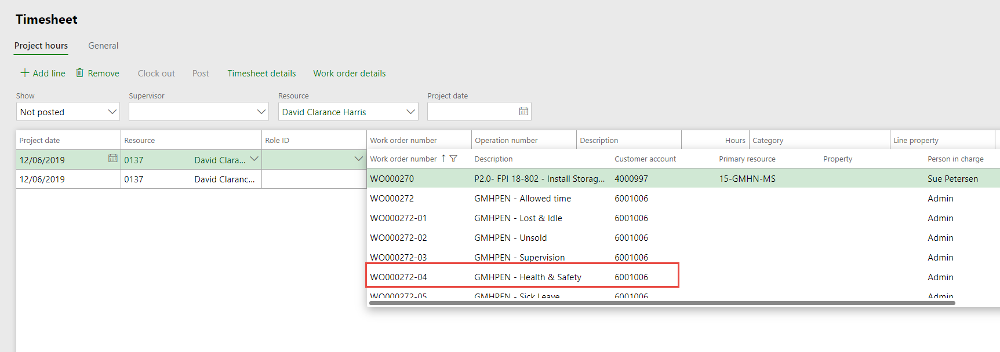 Timesheet
Project hours General
Add line Remove Clock out Post Timesheet details Work order details
Show Supervisor Resource Project date
Not posted David Clarance Harris
Project date Resource Role ID Work order number Operation number Description Hours Category Line property
12/06/2019 0137 David Clara...
12/06/2019 0137 David Claranc...
Work order number Description Customer account Primary resource Property Person in charge
WO000270 P2.0- FPI 18-802 - Install Storag... 4000997 15-GMHN-MS Sue Petersen
WO000272 GMHPEN - Allowed time 6001006 Admin
WO000272-01 GMHPEN - Lost & Idle 6001006 Admin
WO000272-02 GMHPEN - Unsold 6001006 Admin
WO000272-03 GMHPEN - Supervision 6001006 Admin
WO000272-04 GMHPEN - Health & Safety 6001006 Admin
WO000272-05 GMHPEN - Sick Leave 6001006 Admin